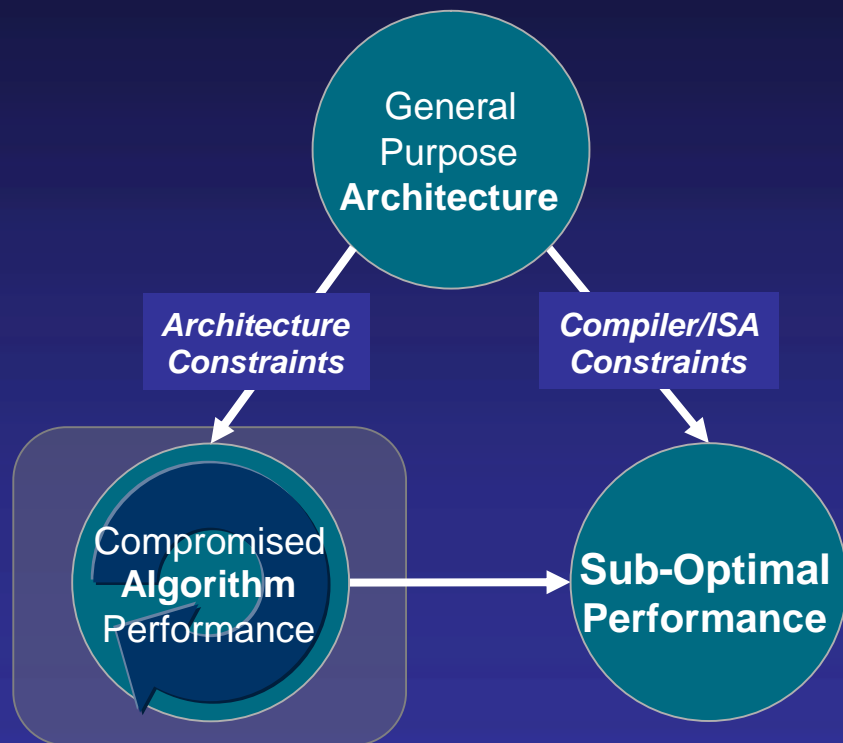 General
Purpose
Architecture
Architecture
Constraints
Compiler/ISA
Constraints
Compromised
Algorithm
Performance
Sub-Optimal
Performance